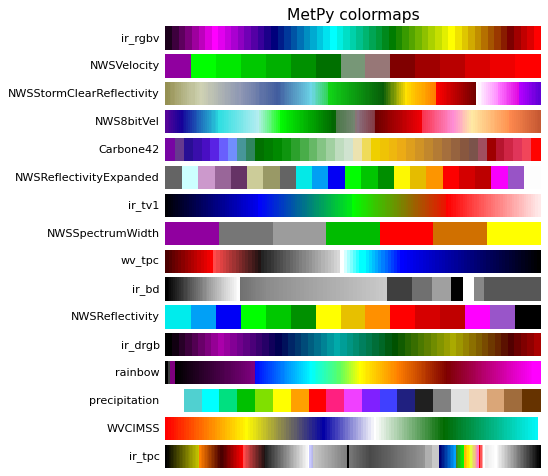 MetPy colormaps
ir_rgbv
NWSVelocity
NWSStormClearReflectivity
NWS8bitVel
Carbone42
NWSReflectivityExpanded
ir_tv1
NWSSpectrumWidth
wv_tpc
ir_bd
NWSReflectivity
ir_drgb
rainbow
precipitation
WVCIMSS
ir_tpc